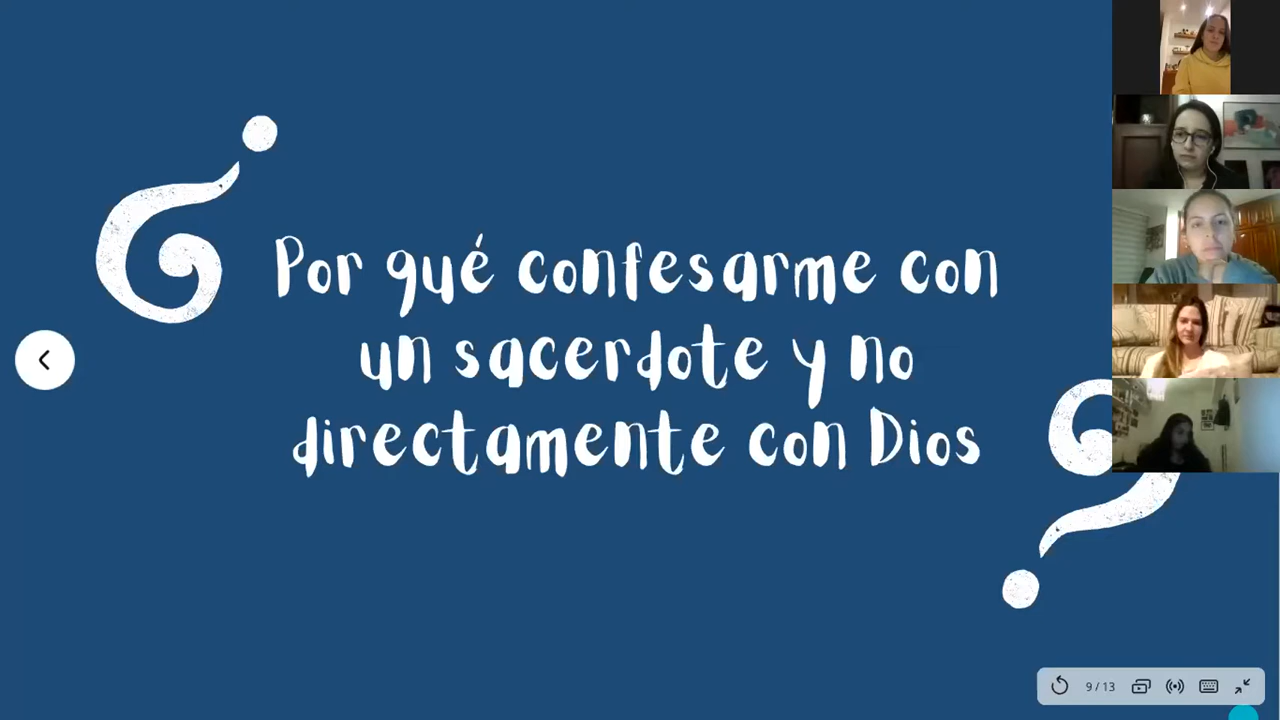 ¿
Por qué confesarme con
un sacerdote y no
directamente con Dios
?
9 / 13